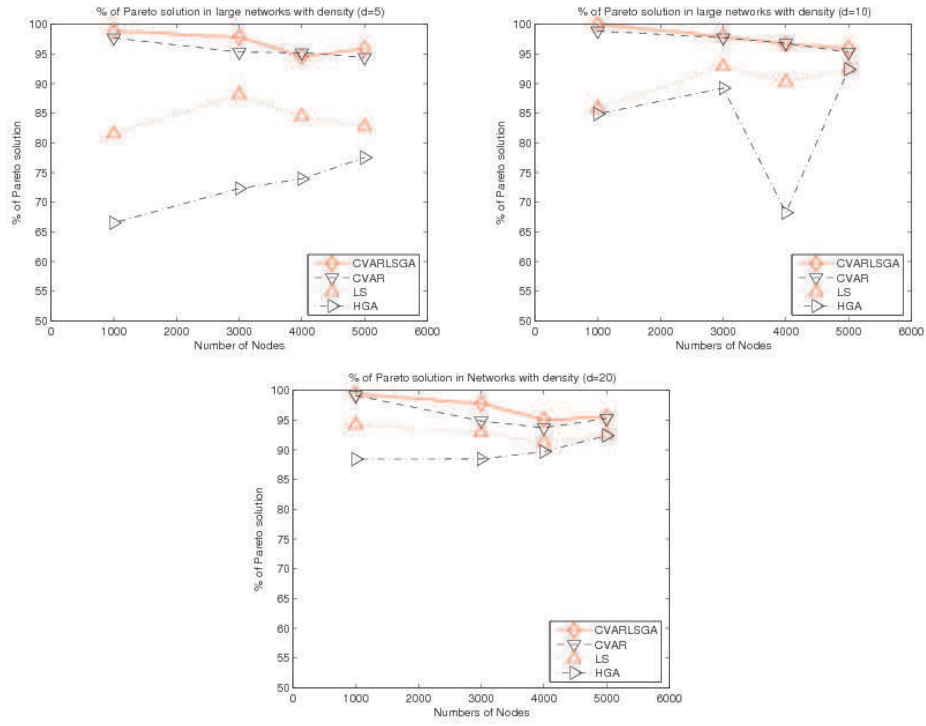 % of Pareto solution in large networks with density (d=5)
100
95
90
85
80
75
70
65
60
55
50
% of Pareto solution
CVARLSGA
CVAR
LS
HGA
0 1000 2000 3000 4000 5000 6000
Number of Nodes
% of Pareto solution in large networks with density (d=10)
100
95
90
85
80
75
70
65
60
55
50
% of Pareto solution
CVARLSGA
CVAR
LS
HGA
0 1000 2000 3000 4000 5000 6000
Numbers of Nodes
% of Pareto solution in Networks with density (d=20)
100
95
90
85
80
75
70
65
60
55
50
% of Pareto solution
CVARLSGA
CVAR
LS
HGA
0 1000 2000 3000 4000 5000 6000
Numbers of Nodes